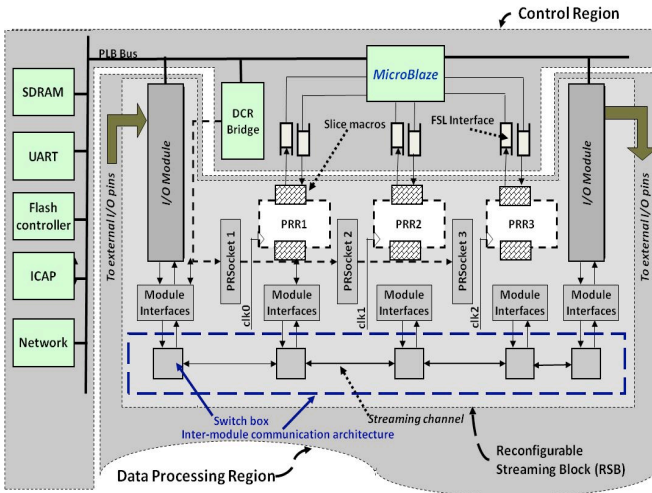 Control Region
PLB Bus
MicroBlaze
SDRAM
UART
Flash
controller
ICAP
Network
To external I/O pins
I/O Module
DCR
Bridge
Slice macros
FSL Interface
I/O Module
To external I/O pins
PRR1
PRR2
PRR3
PRSocket 1
PRSocket 2
PRSocket 3
clk0
clk1
clk2
Module
Interfaces
Module
Interfaces
Module
Interfaces
Module
Interfaces
Module
Interfaces
Switch box
Inter-module communication architecture
Streaming channel
Data Processing Region
Reconfigurable
Streaming Block (RSB)